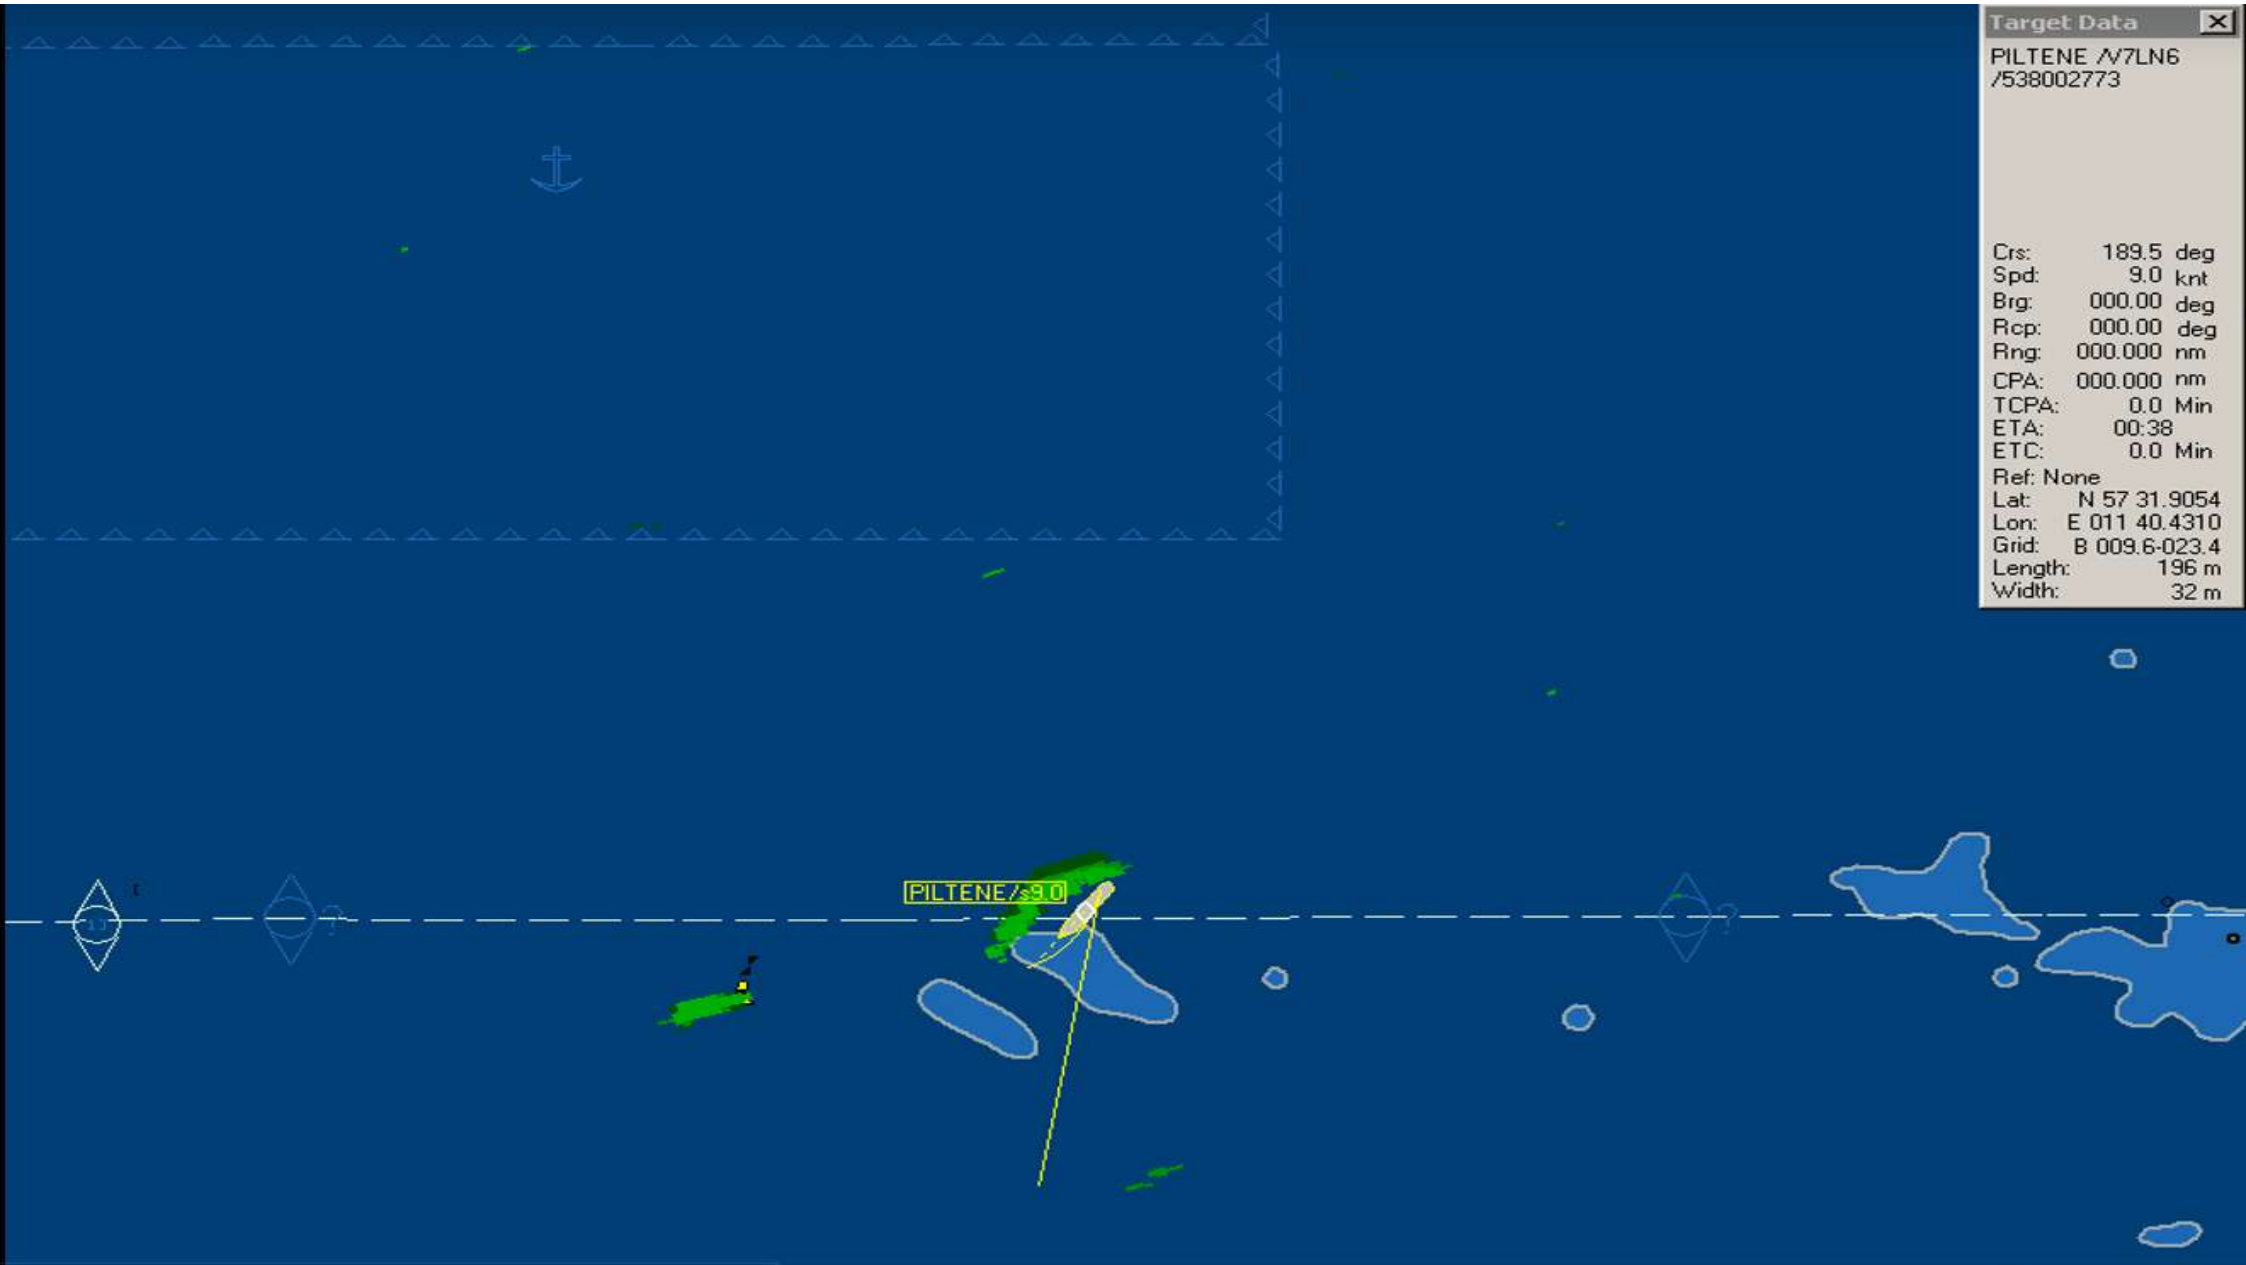 Target Data
PILTENE /V7LN6
/538002773
Crs: 189.5 deg
Spd: 9.0 knt
Brg: 000.00 deg
Rcp: 000.00 deg
Rng: 000.000 nm
CPA: 000.000 nm
TCPA: 0.0 Min
ETA: 00:38
ETC: 0.0 Min
Ref: None
Lat: N 57 31.9054
Lon: E 011 40.4310
Grid: B 009.6-023.4
Length: 196 m
Width: 32 m
PILTENE/s9.0
? ?